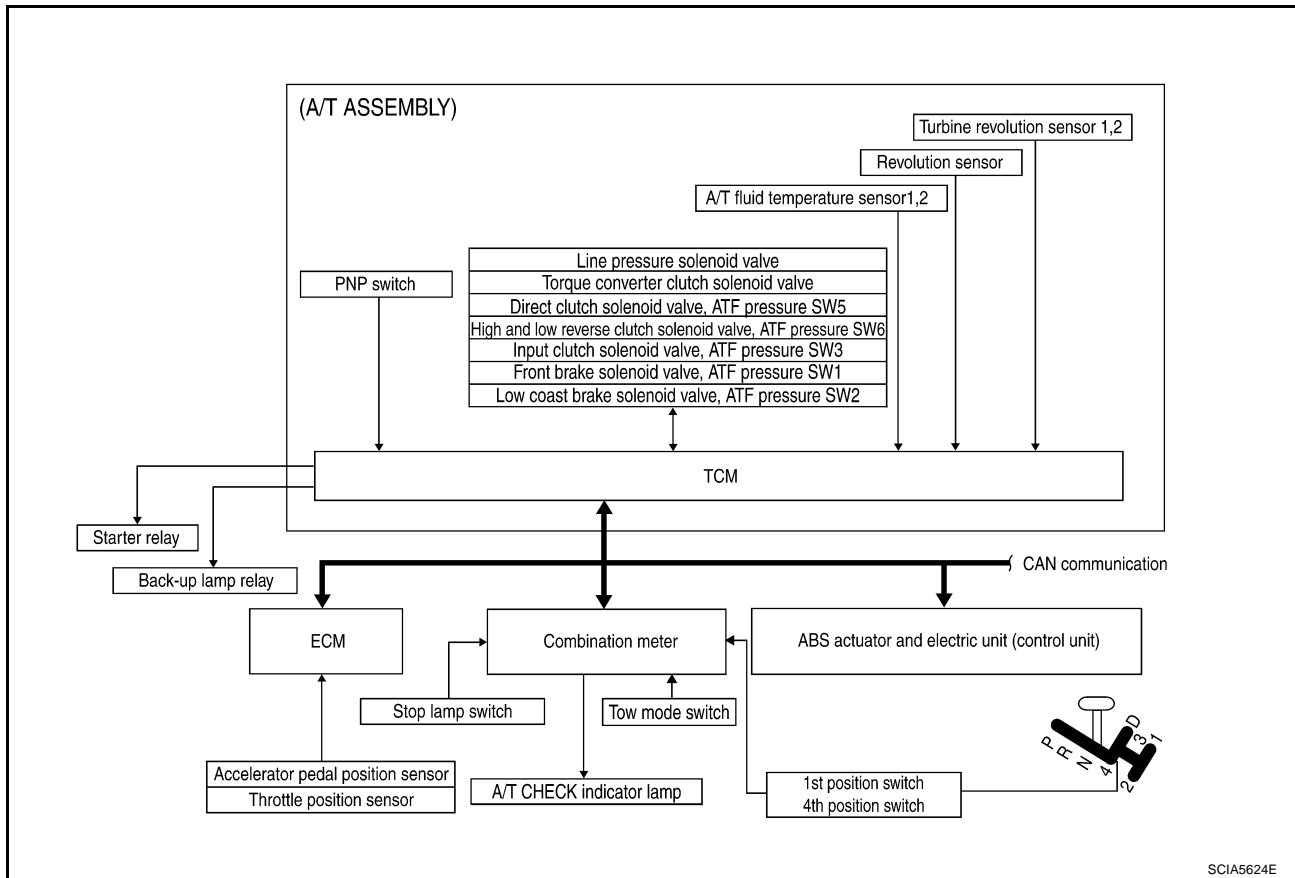 (A/T ASSEMBLY)
Turbine revolution sensor 1,2
Revolution sensor
A/T fluid temperature sensor1,2
Line pressure solenoid valve
PNP switch
Torque converter clutch solenoid valve
Direct clutch solenoid valve, ATF pressure SW5
High and low reverse clutch solenoid valve, ATF pressure SW6
Input clutch solenoid valve, ATF pressure SW3
Front brake solenoid valve, ATF pressure SW1
Low coast brake solenoid valve, ATF pressure SW2
TCM
Starter relay
Back-up lamp relay
CAN communication
ECM
Combination meter
ABS actuator and electric unit (control unit)
Stop lamp switch
Tow mode switch
P R N 4 D 3 2 1
Accelerator pedal position sensor
Throttle position sensor
A/T CHECK indicator lamp
1st position switch
4th position switch
SCIA5624E